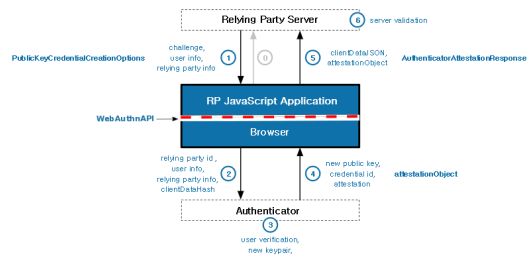 Relying Party Server
6 server validation
PublicKeyCredentialCreationOptions
challenge,
user info,
relying party info
1
0
5
clientDataJSON,
attestationObject
AuthenticatorAttestationResponse
RP JavaScript Application
WebAuthnAPI
Browser
relying party id,
user info,
relying party info,
clientDataHash
2
4
new public key,
credential id,
attestation
attestationObject
Authenticator
3
user verification,
new keypair,